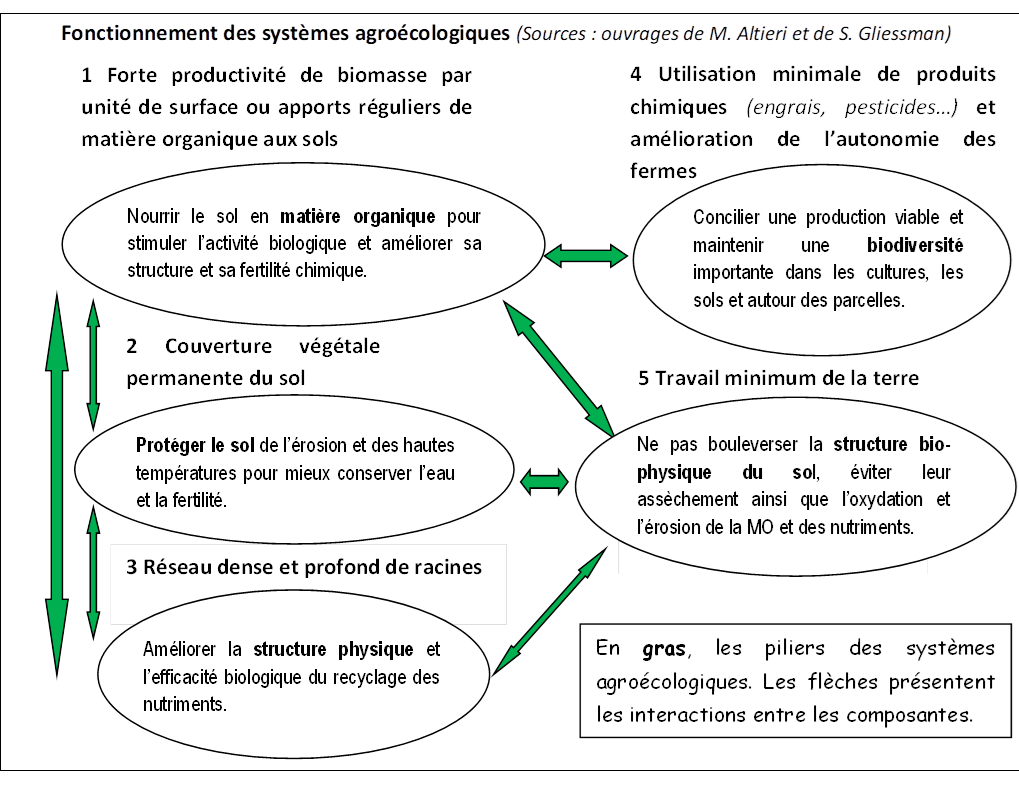 Fonctionnement des systèmes agroécologiques (Sources : ouvrages de M. Altieri et de S. Gliessman)
1 Forte productivité de biomasse par
unité de surface ou apports réguliers de
matière organique aux sols
4 Utilisation minimale de produits
chimiques (engrais, pesticides...) et
amélioration de l'autonomie des
fermes
Nourrir le sol en matière organique pour
stimuler l'activité biologique et améliorer sa
structure et sa fertilité chimique.
Concilier une production viable et
maintenir une biodiversité
importante dans les cultures, les
sols et autour des parcelles.
2 Couverture végétale
permanente du sol
5 Travail minimum de la terre
Protéger le sol de l'érosion et des hautes
températures pour mieux conserver l'eau
et la fertilité.
Ne pas bouleverser la structure bio-
physique du sol, éviter leur
assèchement ainsi que l'oxydation et
l'érosion de la MO et des nutriments.
3 Réseau dense et profond de racines
Améliorer la structure physique et
l'efficacité biologique du recyclage des
nutriments.
En gras, les piliers des systèmes
agroécologiques. Les flèches présentent
les interactions entre les composantes.